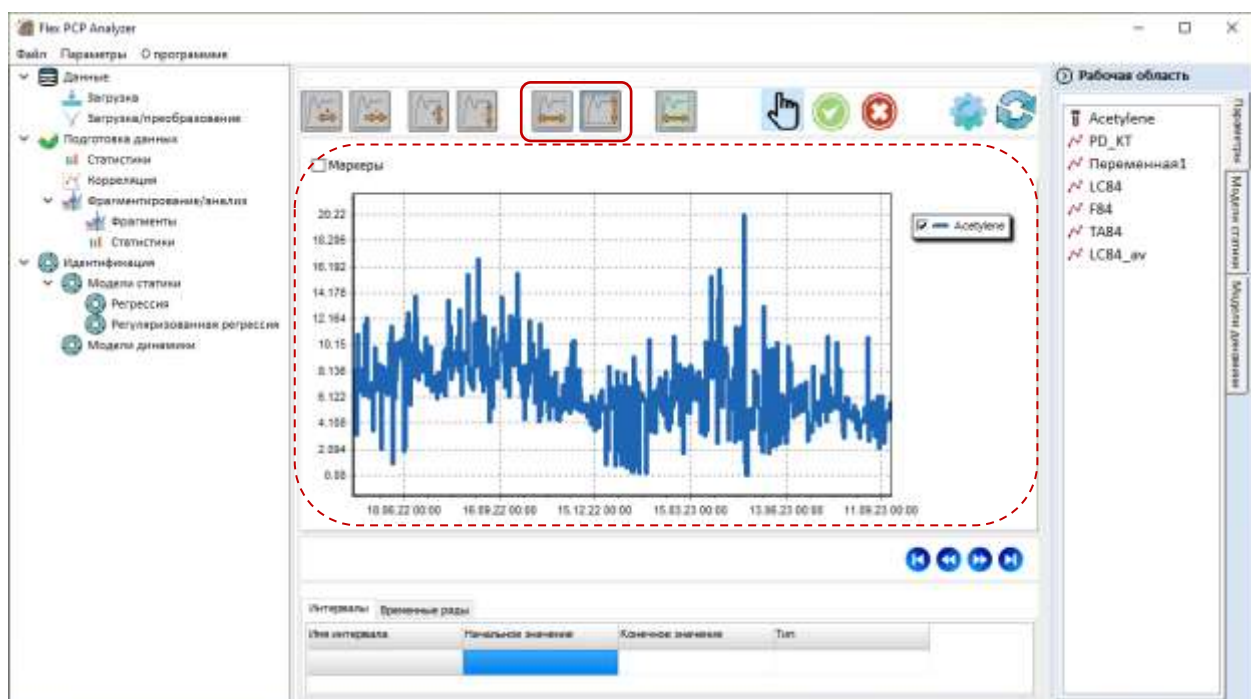 Flex PCP Analyzer
Файл Параметры О программме
Данные
Загрузка
Загрузка/преобразование
Подготовка данных
Статистики
Корреляция
Фрагментирование/анализ
Фрагменты
Статистики
Идентификация
Модели статики
Регрессия
Регуляризованная регрессия
Модели динамики
Маркеры
20.22
18.206
16.192
14.178
12.164
10.15
8.136
6.122
4.108
2.094
0.08
10.06.22 00:00 16.09.22 00:00 15.12.22 00:00 15.03.23 00:00 13.06.23 00:00 11.09.23 00:00
Acetylene
Интервалы Временные ряды
Имя интервала Начальное значение Конечное значение Тип
Рабочая область
Acetylene
PD_KT
Переменная1
LC84
F84
TA84
LC84_av
Параметры
Модели статики
Модели динамики